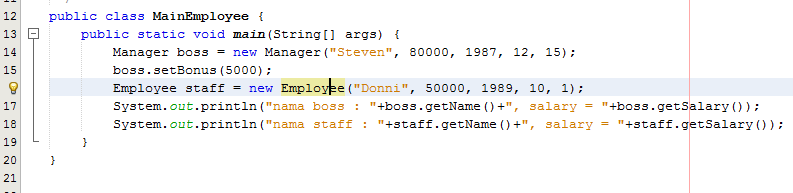 12 public class MainEmployee {
13 public static void main(String[] args) {
14 Manager boss = new Manager("Steven", 80000, 1987, 12, 15);
15 boss.setBonus(5000);
Employee staff = new Employee("Donni", 50000, 1989, 10, 1);
17 System.out.println("nama boss : "+boss.getName()+", salary = "+boss.getSalary());
18 System.out.println("nama staff : "+staff.getName()+", salary = "+staff.getSalary());
19 }
20 }
21